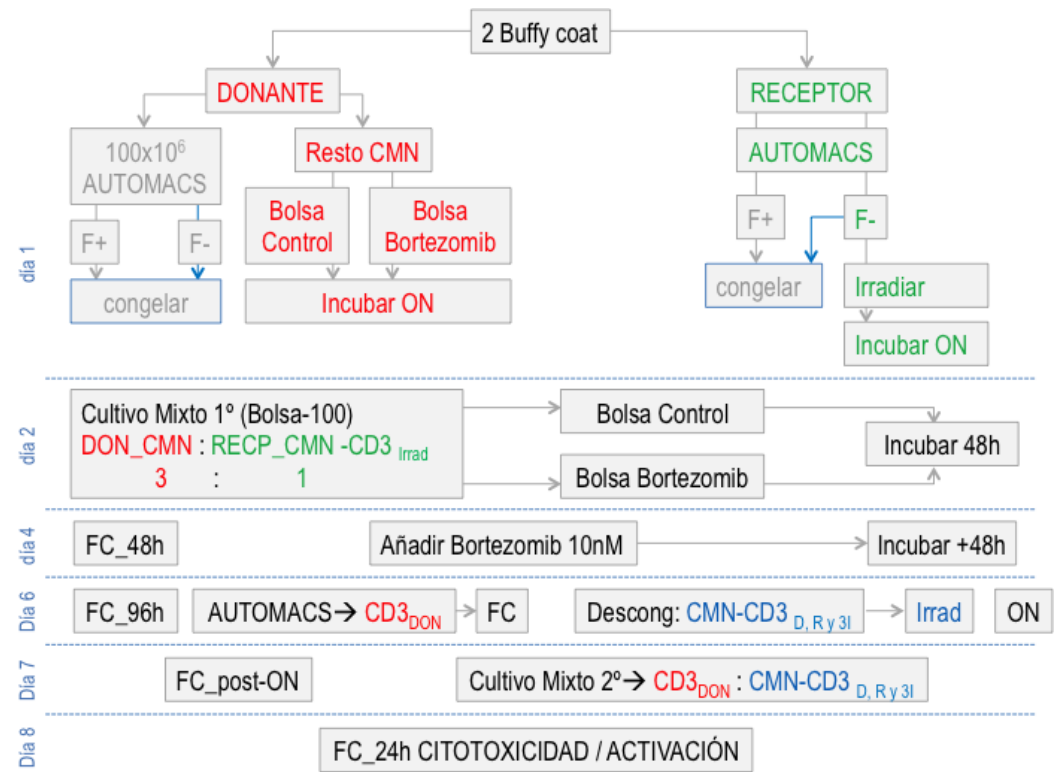 2 Buffy coat
DONANTE
RECEPTOR
100x10⁶
AUTOMACS
Resto CMN
AUTOMACS
Bolsa
Control
Bolsa
Bortezomib
F+
F-
F+
F-
día 1
congelar
Incubar ON
congelar
Irradiar
Incubar ON
día 2
Cultivo Mixto 1º (Bolsa-100)
DON_CMN : RECP_CMN -CD3 Irrad
3 : 1
Bolsa Control
Bolsa Bortezomib
Incubar 48h
día 4
FC_48h
Añadir Bortezomib 10nM
Incubar +48h
Día 6
FC_96h
AUTOMACS→ CD3DON
FC
Descong: CMN-CD3 D, R y 3I
Irrad
ON
Día 7
FC_post-ON
Cultivo Mixto 2º→ CD3DON : CMN-CD3 D, R y 3I
Día 8
FC_24h CITOTOXICIDAD / ACTIVACIÓN